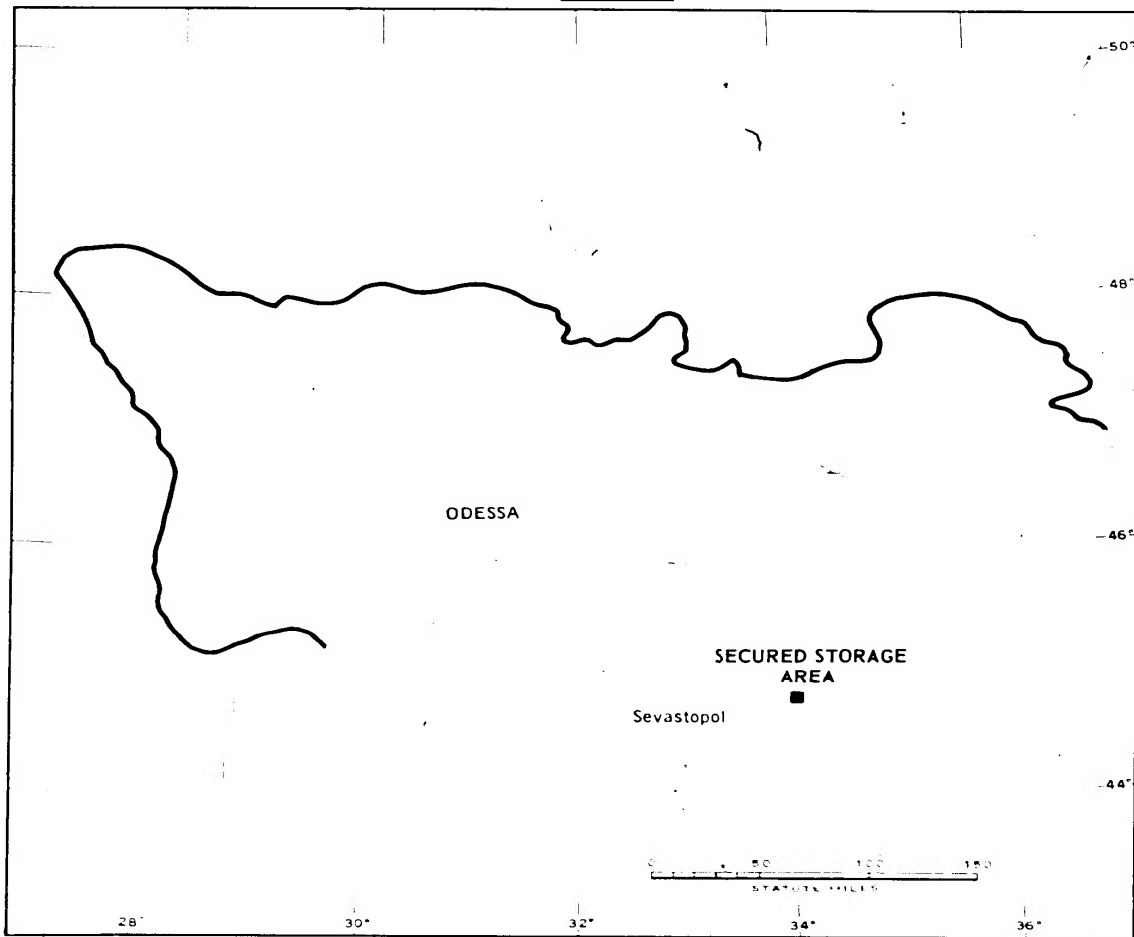 50°
48°
ODESSA
46°
SECURED STORAGE
AREA
Sevastopol
44°
0 50 100 150
STATUTE MILES
28° 30° 32° 34° 36°